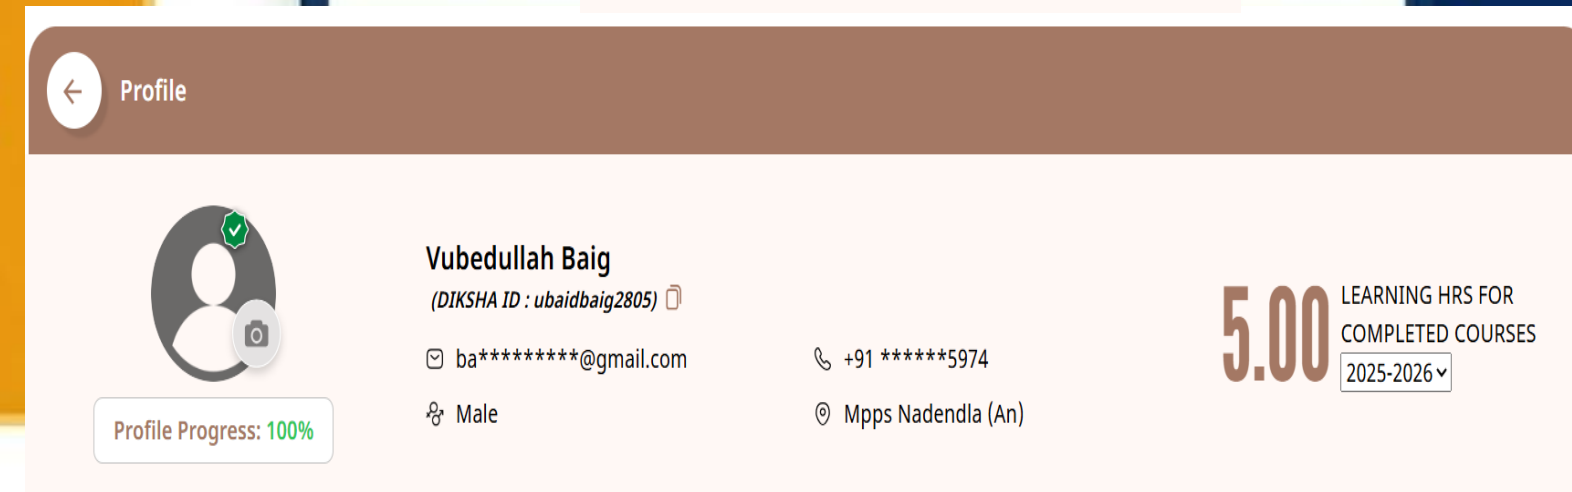 Profile
Vubedullah Baig
(DIKSHA ID : ubaidbaig2805)
ba*********@gmail.com
+91 ******5974
Male
Mpps Nadendla (An)
Profile Progress: 100%
5.00
LEARNING HRS FOR
COMPLETED COURSES
2025-2026